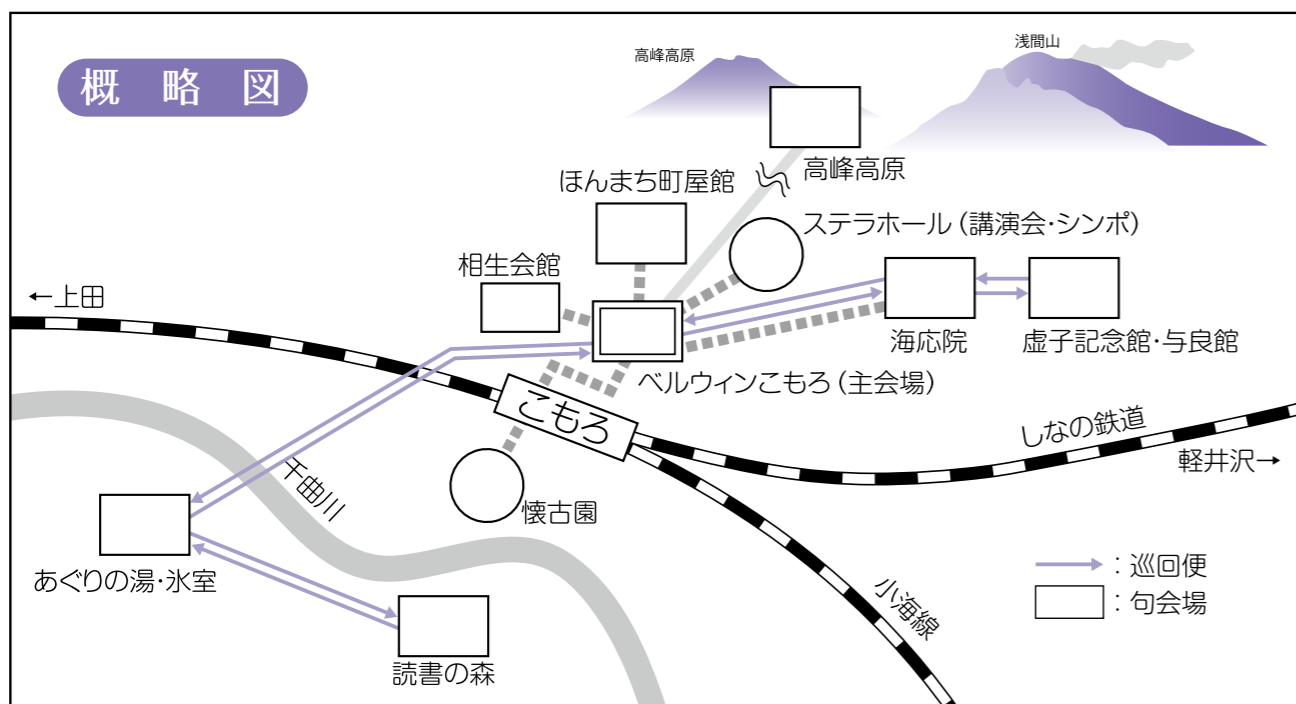 概略図
高峰高原
浅間山
高峰高原
ほんまち町屋館
ステラホール（講演会・シンポ）
相生会館
←上田
海応院
虚子記念館・与良館
ベルウィンこもろ（主会場）
こもろ
しなの鉄道
軽井沢→
千曲川
懐古園
あぐりの湯・氷室
：巡回便
小海線
：句会場
読書の森